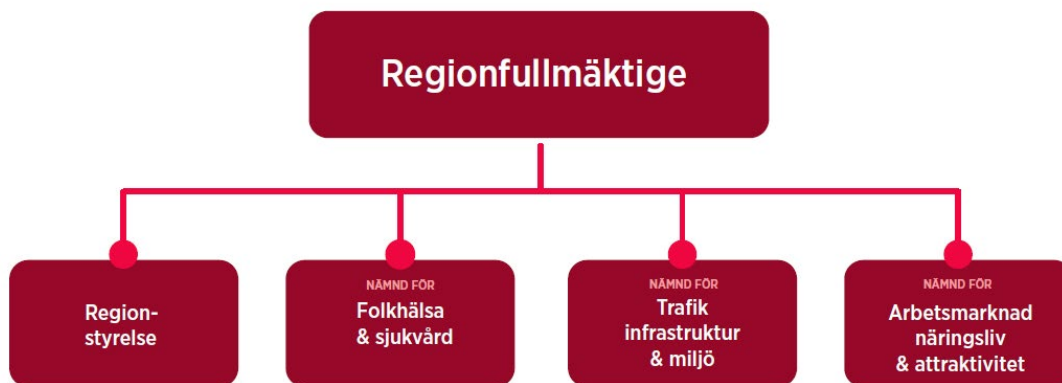 Regionfullmäktige
Region-
styrelse
NÄMND FÖR
Folkhälsa
& sjukvård
NÄMND FÖR
Trafik
infrastruktur
& miljö
NÄMND FÖR
Arbetsmarknad
näringsliv
& attraktivitet